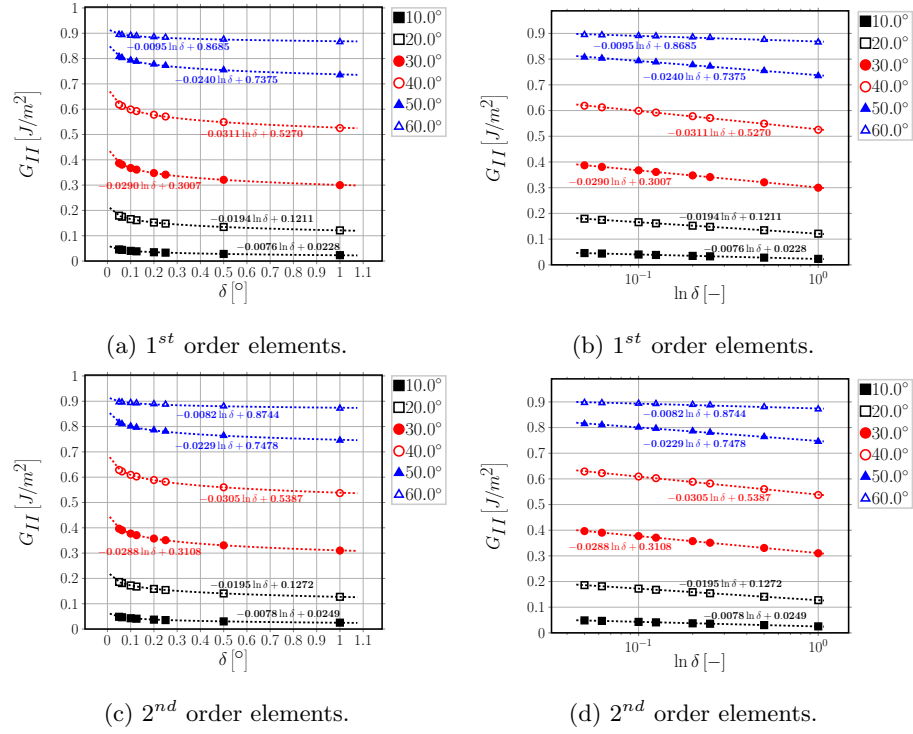 G_{II} [J/m^2]
1
0.9
0.8
0.7
0.6
0.5
0.4
0.3
0.2
0.1
0
−0.0095 ln δ + 0.8685
−0.0240 ln δ + 0.7375
−0.0311 ln δ + 0.5270
−0.0290 ln δ + 0.3007
−0.0194 ln δ + 0.1211
−0.0076 ln δ + 0.0228
0 0.1 0.2 0.3 0.4 0.5 0.6 0.7 0.8 0.9 1 1.1
δ [°]
10.0°
20.0°
30.0°
40.0°
50.0°
60.0°
(a) 1^{st} order elements.
G_{II} [J/m^2]
1
0.9
0.8
0.7
0.6
0.5
0.4
0.3
0.2
0.1
0
−0.0095 ln δ + 0.8685
−0.0240 ln δ + 0.7375
−0.0311 ln δ + 0.5270
−0.0290 ln δ + 0.3007
−0.0194 ln δ + 0.1211
−0.0076 ln δ + 0.0228
10^{−1} 10^0
ln δ [−]
10.0°
20.0°
30.0°
40.0°
50.0°
60.0°
(b) 1^{st} order elements.
G_{II} [J/m^2]
1
0.9
0.8
0.7
0.6
0.5
0.4
0.3
0.2
0.1
0
−0.0082 ln δ + 0.8744
−0.0229 ln δ + 0.7478
−0.0305 ln δ + 0.5387
−0.0288 ln δ + 0.3108
−0.0195 ln δ + 0.1272
−0.0078 ln δ + 0.0249
0 0.1 0.2 0.3 0.4 0.5 0.6 0.7 0.8 0.9 1 1.1
δ [°]
10.0°
20.0°
30.0°
40.0°
50.0°
60.0°
(c) 2^{nd} order elements.
G_{II} [J/m^2]
1
0.9
0.8
0.7
0.6
0.5
0.4
0.3
0.2
0.1
0
−0.0082 ln δ + 0.8744
−0.0229 ln δ + 0.7478
−0.0305 ln δ + 0.5387
−0.0288 ln δ + 0.3108
−0.0195 ln δ + 0.1272
−0.0078 ln δ + 0.0249
10^{−1} 10^0
ln δ [−]
10.0°
20.0°
30.0°
40.0°
50.0°
60.0°
(d) 2^{nd} order elements.